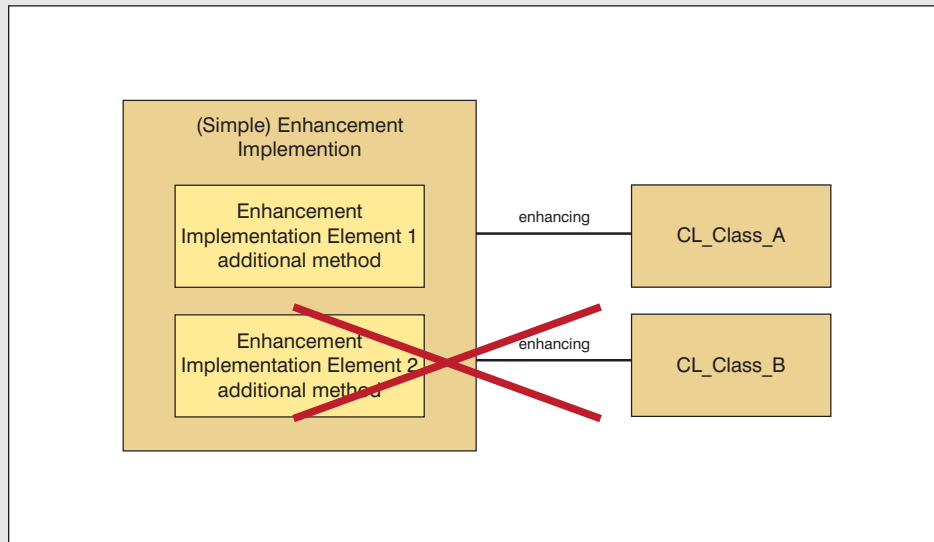 (Simple) Enhancement
Implemention
Enhancement
Implementation Element 1
additional method
enhancing
CL_Class_A
Enhancement
Implementation Element 2
additional method
enhancing
CL_Class_B